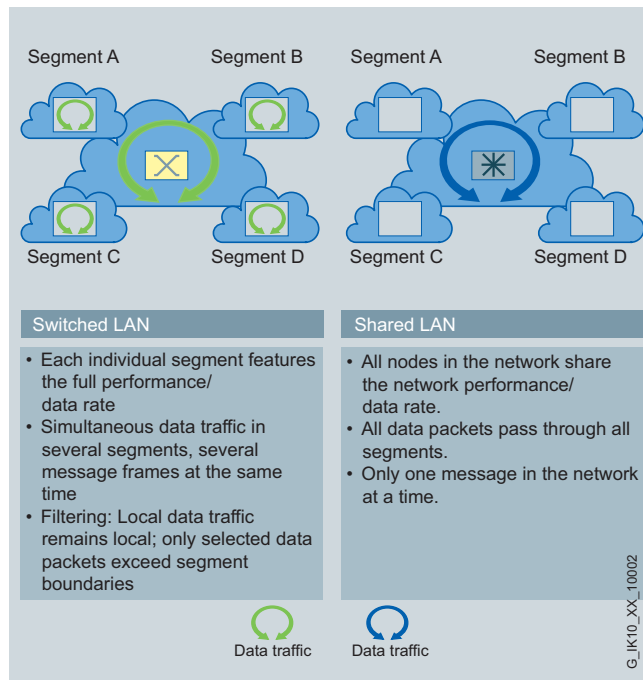 Segment A
Segment B
Segment C
Segment D
Segment A
Segment B
Segment C
Segment D
Switched LAN
• Each individual segment features
the full performance/
data rate
• Simultaneous data traffic in
several segments, several
message frames at the same
time
• Filtering: Local data traffic
remains local; only selected data
packets exceed segment
boundaries
Shared LAN
• All nodes in the network share
the network performance/
data rate.
• All data packets pass through all
segments.
• Only one message in the network
at a time.
Data traffic
Data traffic
G_IK10_XX_10002